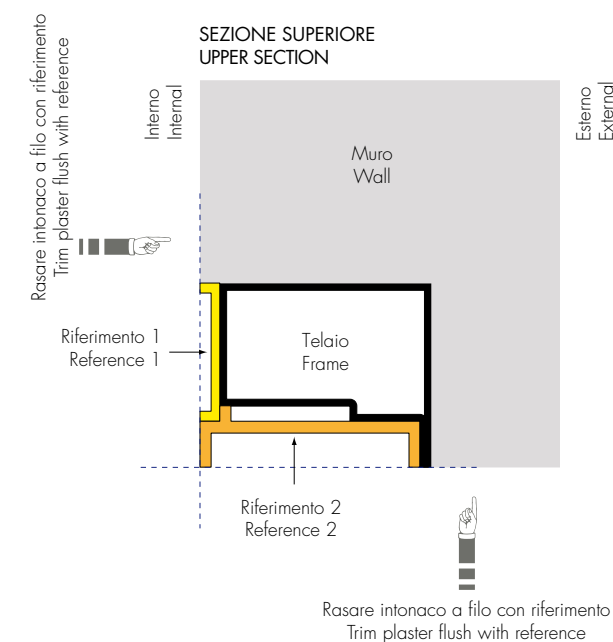 SEZIONE SUPERIORE
UPPER SECTION
Rasare intonaco a filo con riferimento
Trim plaster flush with reference
Interno
Internal
Esterno
External
Muro
Wall
Riferimento 1
Reference 1
Telaio
Frame
Riferimento 2
Reference 2
Rasare intonaco a filo con riferimento
Trim plaster flush with reference